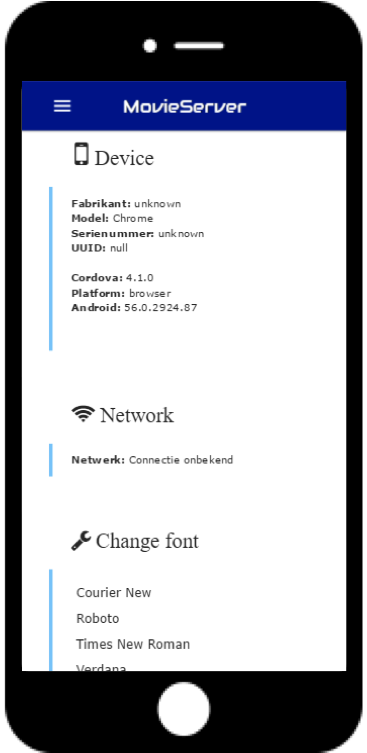 MovieServer
Device
Fabrikant: unknown
Model: Chrome
Serienummer: unknown
UUID: null
Cordova: 4.1.0
Platform: browser
Android: 56.0.2924.87
Network
Netwerk: Connectie onbekend
Change font
Courier New
Roboto
Times New Roman
Verdana